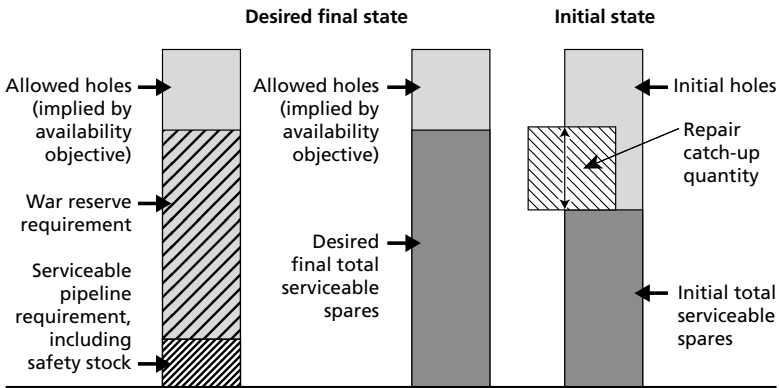 Desired final state
Initial state
Allowed holes
(implied by
availability
objective)
War reserve
requirement
Serviceable
pipeline
requirement,
including
safety stock
Allowed holes
(implied by
availability
objective)
Desired
final total
serviceable
spares
Initial holes
Repair
catch-up
quantity
Initial total
serviceable
spares